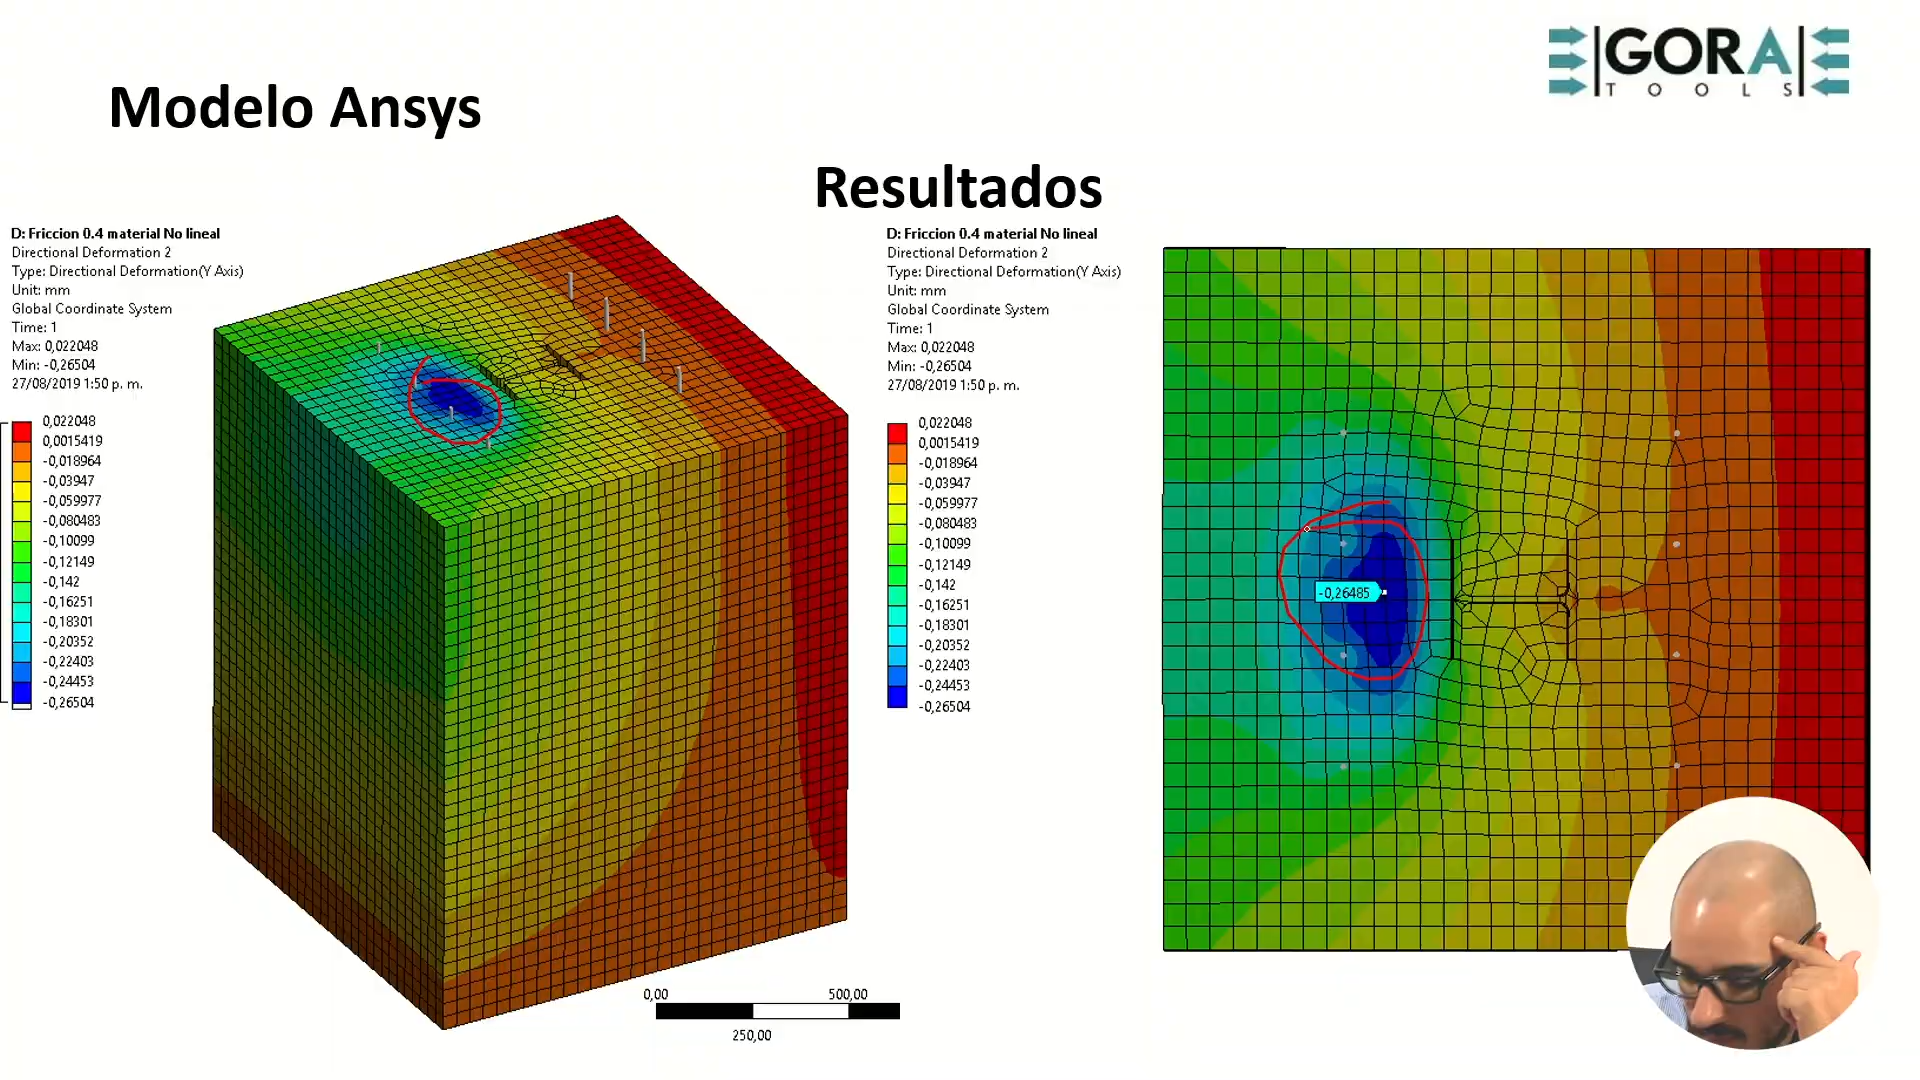 GORA
TOOLS
Modelo Ansys
Resultados
D: Friccion 0.4 material No lineal
Directional Deformation 2
Type: Directional Deformation(Y Axis)
Unit: mm
Global Coordinate System
Time: 1
Max: 0,022048
Min: -0,26504
27/08/2019 1:50 p. m.
0,022048
0,0015419
-0,018964
-0,03947
-0,059977
-0,080483
-0,10099
-0,12149
-0,142
-0,16251
-0,18301
-0,20352
-0,22403
-0,24453
-0,26504
0,00
500,00
250,00
D: Friccion 0.4 material No lineal
Directional Deformation 2
Type: Directional Deformation(Y Axis)
Unit: mm
Global Coordinate System
Time: 1
Max: 0,022048
Min: -0,26504
27/08/2019 1:50 p. m.
0,022048
0,0015419
-0,018964
-0,03947
-0,059977
-0,080483
-0,10099
-0,12149
-0,142
-0,16251
-0,18301
-0,20352
-0,22403
-0,24453
-0,26504
-0,26485